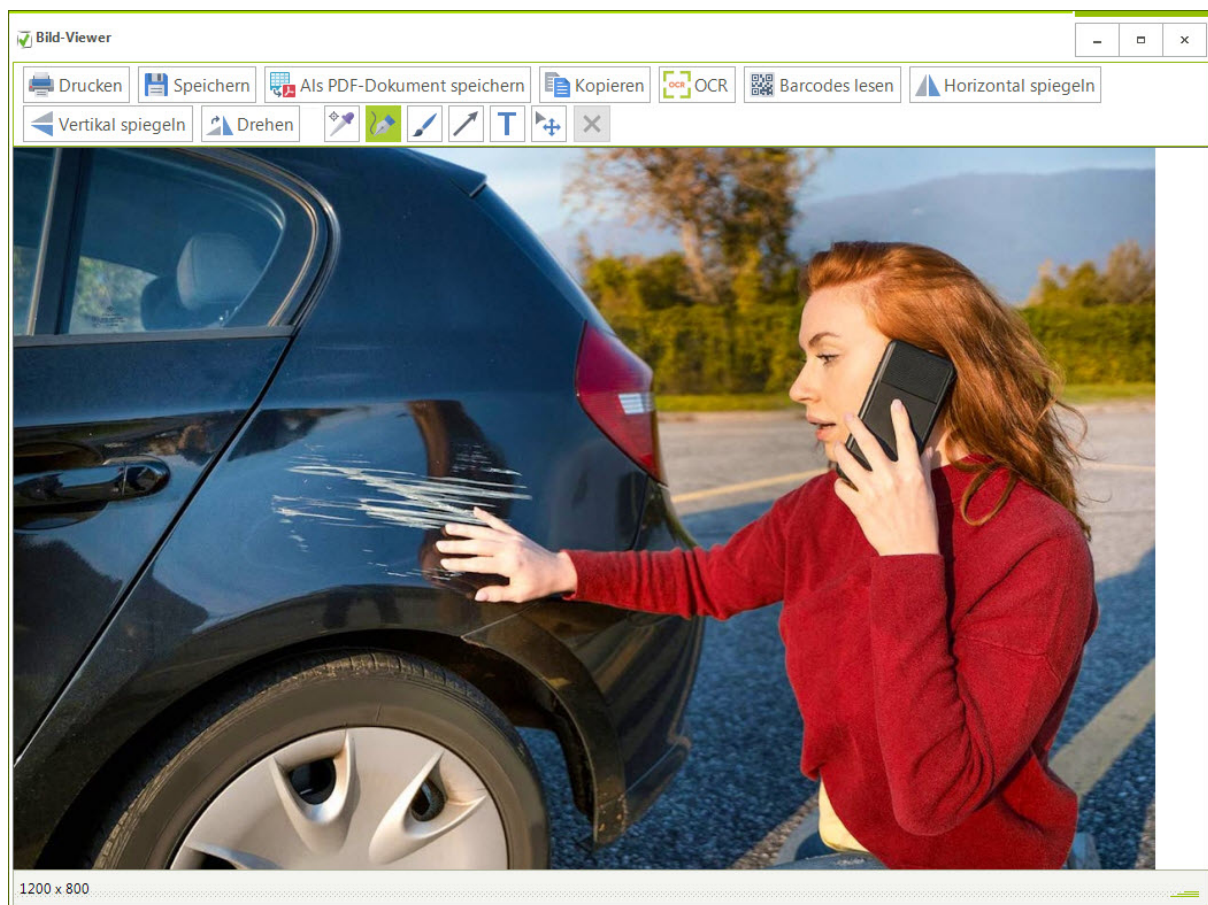 Bild-Viewer
Drucken Speichern Als PDF-Dokument speichern Kopieren OCR OCR Barcodes lesen Horizontal spiegeln
Vertikal spiegeln Drehen T
1200 x 800